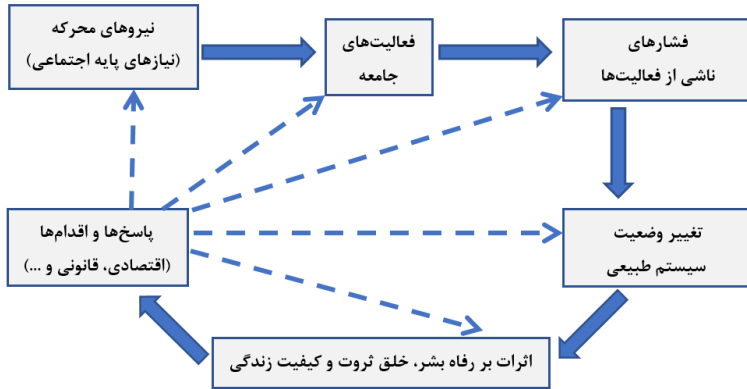 نیروهای محرکه
(نیازهای پایه اجتماعی)
فعالیت‌های
جامعه
فشارهای
ناشی از فعالیت‌ها
پاسخ‌ها و اقدام‌ها
(اقتصادی، قانونی و ...)
تغییر وضعیت
سیستم طبیعی
اثرات بر رفاه بشر، خلق ثروت و کیفیت زندگی